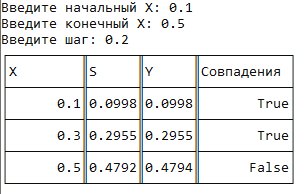 Введите начальный X: 0.1
Введите конечный X: 0.5
Введите шаг: 0.2
X S Y Совпадения
0.1 0.0998 0.0998 True
0.3 0.2955 0.2955 True
0.5 0.4792 0.4794 False